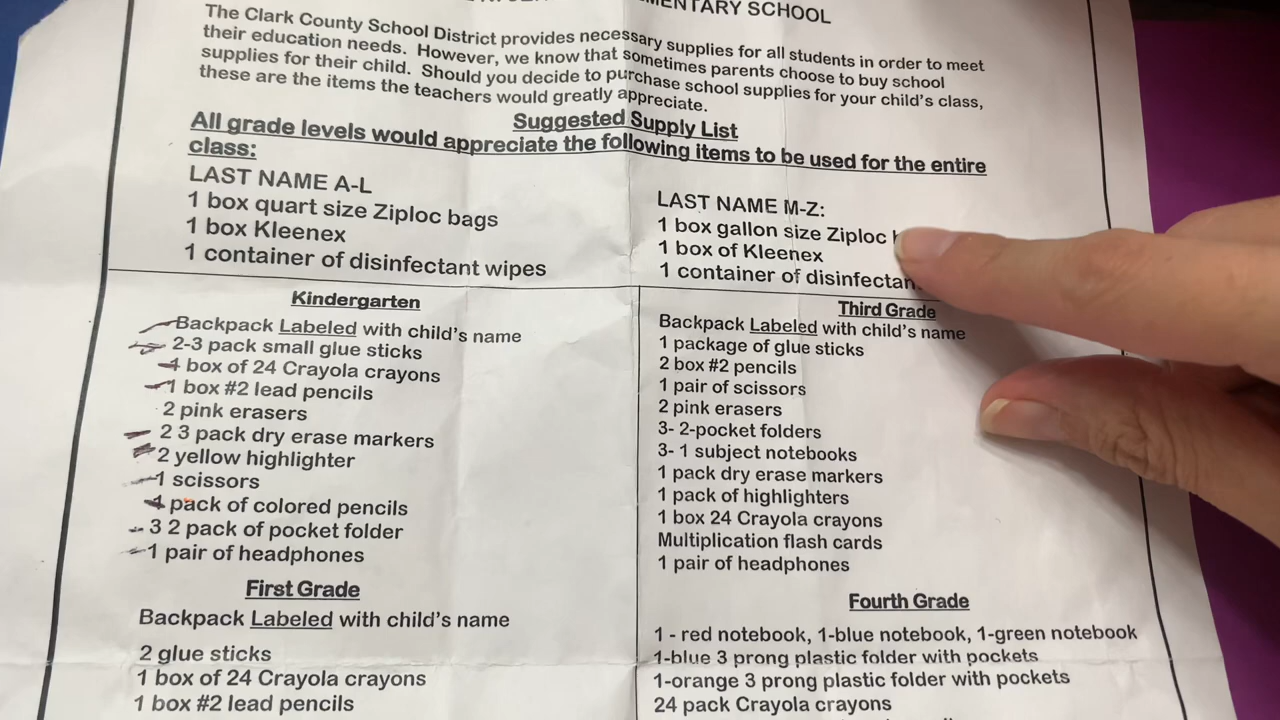 MENTARY SCHOOL
The Clark County School District provides necessary supplies for all students in order to meet
their education needs. However, we know that sometimes parents choose to buy school
supplies for their child. Should you decide to purchase school supplies for your child's class,
these are the items the teachers would greatly appreciate.
Suggested Supply List
All grade levels would appreciate the following items to be used for the entire
class:
LAST NAME A-L
1 box quart size Ziploc bags
1 box Kleenex
1 container of disinfectant wipes
LAST NAME M-Z:
1 box gallon size Ziploc
1 box of Kleenex
1 container of disinfectan
Kindergarten
Backpack Labeled with child's name
2-3 pack small glue sticks
1 box of 24 Crayola crayons
1 box #2 lead pencils
2 pink erasers
2 3 pack dry erase markers
2 yellow highlighter
1 scissors
1 pack of colored pencils
3 2 pack of pocket folder
1 pair of headphones
First Grade
Backpack Labeled with child's name
2 glue sticks
1 box of 24 Crayola crayons
1 box #2 lead pencils
Third Grade
Backpack Labeled with child's name
1 package of glue sticks
2 box #2 pencils
1 pair of scissors
2 pink erasers
3- 2-pocket folders
3- 1 subject notebooks
1 pack dry erase markers
1 pack of highlighters
1 box 24 Crayola crayons
Multiplication flash cards
1 pair of headphones
Fourth Grade
1 - red notebook, 1-blue notebook, 1-green notebook
1-blue 3 prong plastic folder with pockets
1-orange 3 prong plastic folder with pockets
24 pack Crayola crayons